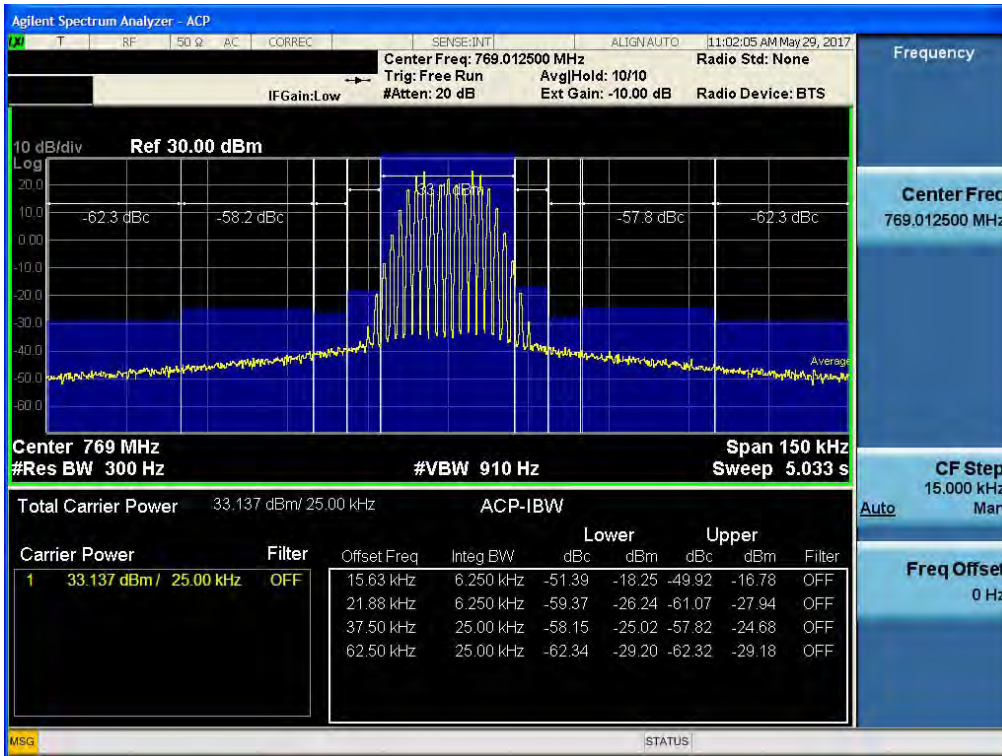 Agilent Spectrum Analyzer - ACP
LXI T RF 50 Ω AC CORREC SENSE:INT ALIGN AUTO 11:02:05 AM May 29, 2017
Center Freq: 769.012500 MHz Radio Std: None
Trig: Free Run Avg|Hold: 10/10
IFGain:Low #Atten: 20 dB Ext Gain: -10.00 dB Radio Device: BTS
10 dB/div Ref 30.00 dBm
Log
20.0
10.0
0.00
-10.0
-20.0
-30.0
-40.0
-50.0
-60.0
-62.3 dBc -58.2 dBc 33.1 dBm -57.8 dBc -62.3 dBc
Average
Center 769 MHz Span 150 kHz
#Res BW 300 Hz #VBW 910 Hz Sweep 5.033 s
Total Carrier Power 33.137 dBm/ 25.00 kHz ACP-IBW
Lower Upper
Carrier Power Filter Offset Freq Integ BW dBc dBm dBc dBm Filter
1 33.137 dBm / 25.00 kHz OFF 15.63 kHz 6.250 kHz -51.39 -18.25 -49.92 -16.78 OFF
21.88 kHz 6.250 kHz -59.37 -26.24 -61.07 -27.94 OFF
37.50 kHz 25.00 kHz -58.15 -25.02 -57.82 -24.68 OFF
62.50 kHz 25.00 kHz -62.34 -29.20 -62.32 -29.18 OFF
Frequency
Center Freq
769.012500 MHz
CF Step
15.000 kHz
Auto Man
Freq Offset
0 Hz
MSG STATUS